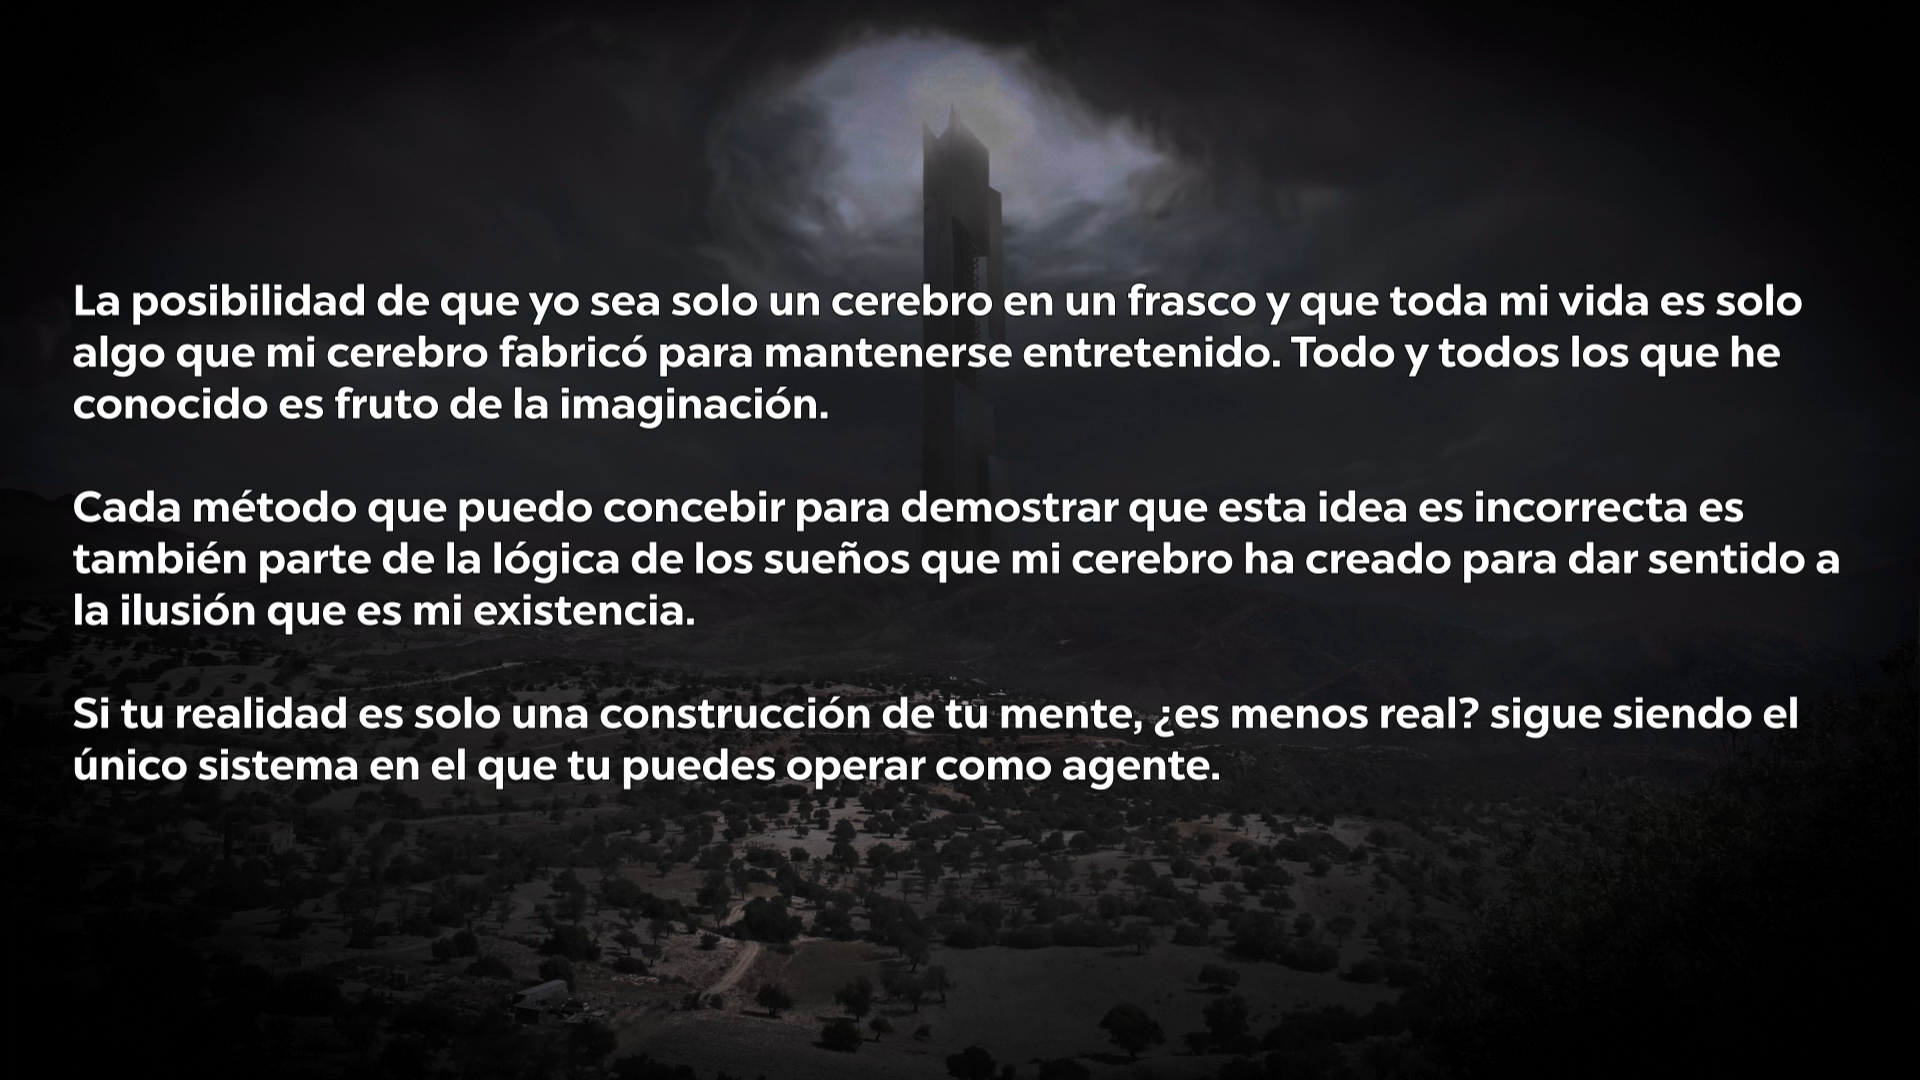 La posibilidad de que yo sea solo un cerebro en un frasco y que toda mi vida es solo
algo que mi cerebro fabricó para mantenerse entretenido. Todo y todos los que he
conocido es fruto de la imaginación.
Cada método que puedo concebir para demostrar que esta idea es incorrecta es
también parte de la lógica de los sueños que mi cerebro ha creado para dar sentido a
la ilusión que es mi existencia.
Si tu realidad es solo una construcción de tu mente, ¿es menos real? sigue siendo el
único sistema en el que tu puedes operar como agente.